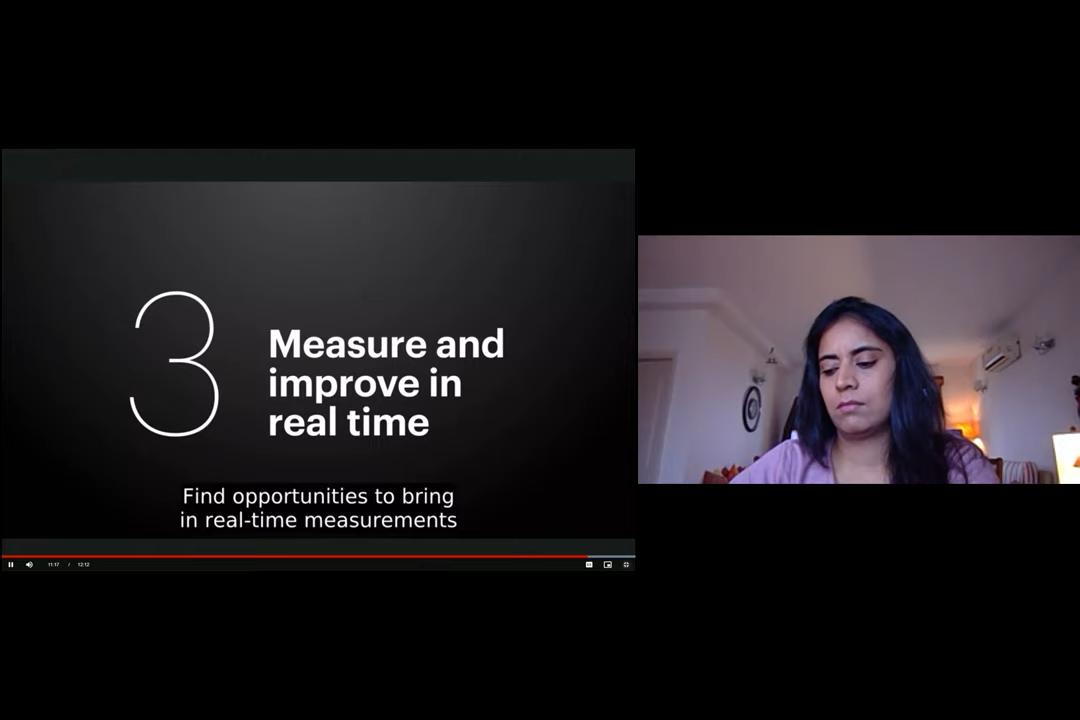 3
Measure and
improve in
real time
Find opportunities to bring
in real-time measurements
11:17 / 12:12